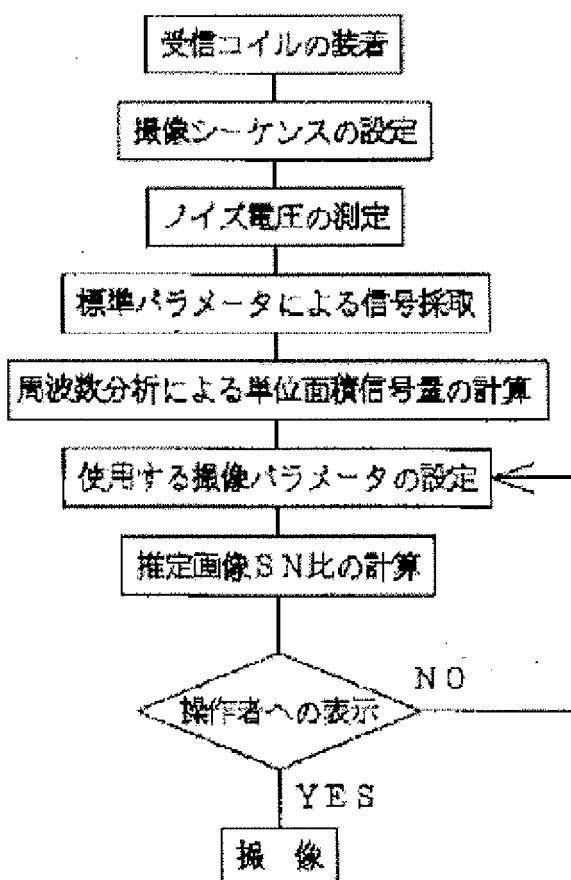 受信コイルの装着
撮像シーケンスの設定
ノイズ電圧の測定
標準パラメータによる信号採取
周波数分析による単位面積信号量の計算
使用する撮像パラメータの設定
推定画像SN比の計算
操作者への表示
NO
YES
撮 像